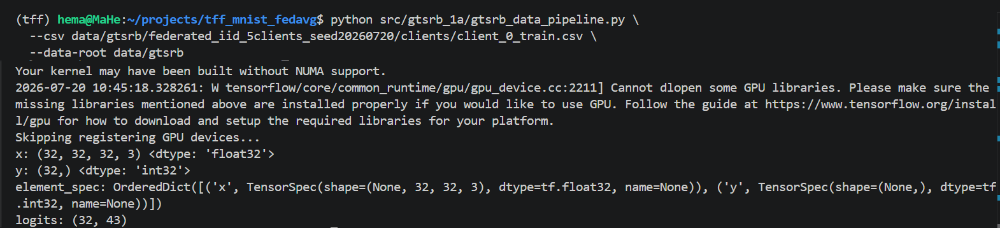 (tff) hema@MaHe:~/projects/tff_mnist_fedavg$ python src/gtsrb_1a/gtsrb_data_pipeline.py \
  --csv data/gtsrb/federated_iid_5clients_seed20260720/clients/client_0_train.csv \
  --data-root data/gtsrb
Your kernel may have been built without NUMA support.
2026-07-20 10:45:18.328261: W tensorflow/core/common_runtime/gpu/gpu_device.cc:2211] Cannot dlopen some GPU libraries. Please make sure the
missing libraries mentioned above are installed properly if you would like to use GPU. Follow the guide at https://www.tensorflow.org/instal
l/gpu for how to download and setup the required libraries for your platform.
Skipping registering GPU devices...
x: (32, 32, 32, 3) <dtype: 'float32'>
y: (32,) <dtype: 'int32'>
element_spec: OrderedDict([('x', TensorSpec(shape=(None, 32, 32, 3), dtype=tf.float32, name=None)), ('y', TensorSpec(shape=(None,), dtype=tf
.int32, name=None))])
logits: (32, 43)